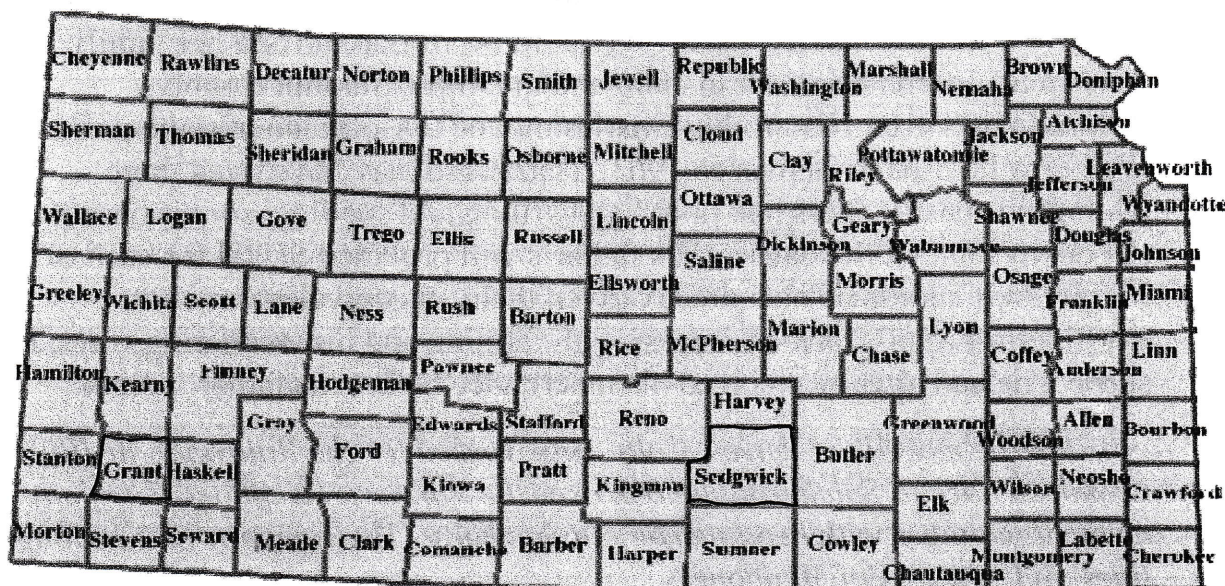 Cheyenne Rawlins Decatur Norton Phillips Smith Jewell Republic Washington Marshall Nemaha Brown Doniphan
Sherman Thomas Sheridan Graham Rooks Osborne Mitchell Cloud Clay Riley Pottawatomie Jackson Atchison
Jefferson Leavenworth Wyandotte
Wallace Logan Gove Trego Ellis Russell Lincoln Ottawa Dickinson Geary Wabaunsee Shawnee Douglas Johnson
Ellsworth Saline Morris Osage Franklin Miami
Greeley Wichita Scott Lane Ness Rush Barton Rice McPherson Marion Chase Lyon Coffey Anderson Linn
Hamilton Kearny Finney Hodgeman Pawnee Edwards Stafford Reno Harvey Butler Greenwood Woodson Allen Bourbon
Gray Ford
Stanton Grant Haskel Kiowa Pratt Kingman Sedgwick Elk Wilson Neosho Crawford
Morton Stevens Seward Meade Clark Comanche Barber Harper Sumner Cowley Chautauqua Montgomery Labette Cherokee